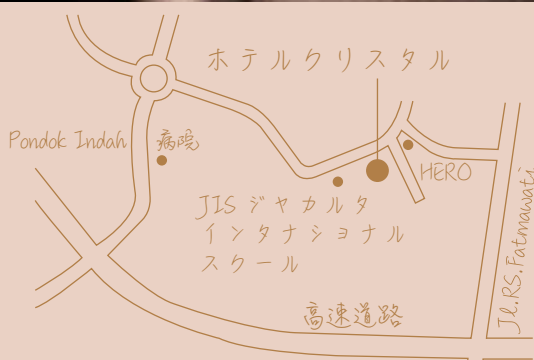 ホテルクリスタル
Pondok Indah
病院
HERO
JIS ジャカルタ
インタナショナル
スクール
Jl.RS.Fatmawati
高速道路